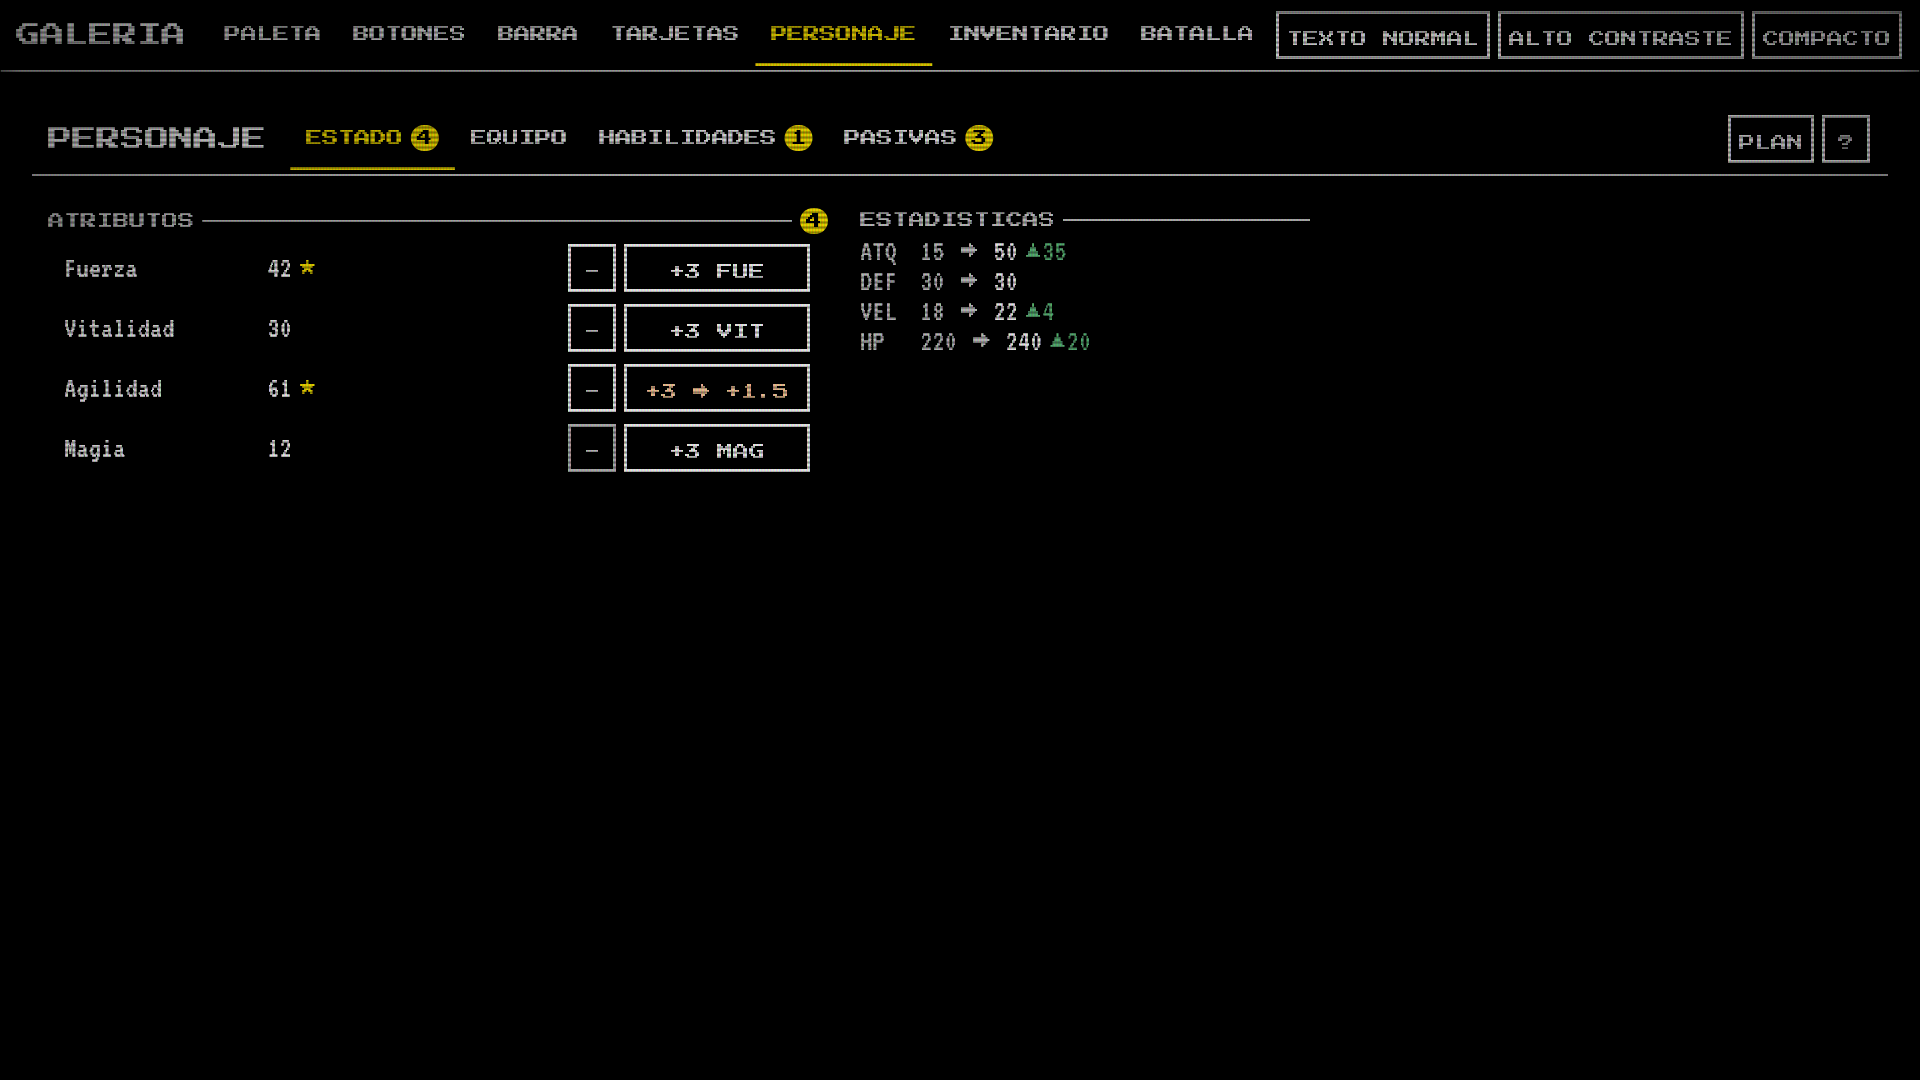 GALERIA PALETA BOTONES BARRA TARJETAS PERSONAJE INVENTARIO BATALLA TEXTO NORMAL ALTO CONTRASTE COMPACTO
PERSONAJE ESTADO 4 EQUIPO HABILIDADES 1 PASIVAS 3 PLAN ?
ATRIBUTOS 4
Fuerza 42 ★ – +3 FUE
Vitalidad 30 – +3 VIT
Agilidad 61 ★ – +3 → +1.5
Magia 12 – +3 MAG
ESTADISTICAS
ATQ 15 → 50 ▲35
DEF 30 → 30
VEL 18 → 22 ▲4
HP 220 → 240 ▲20